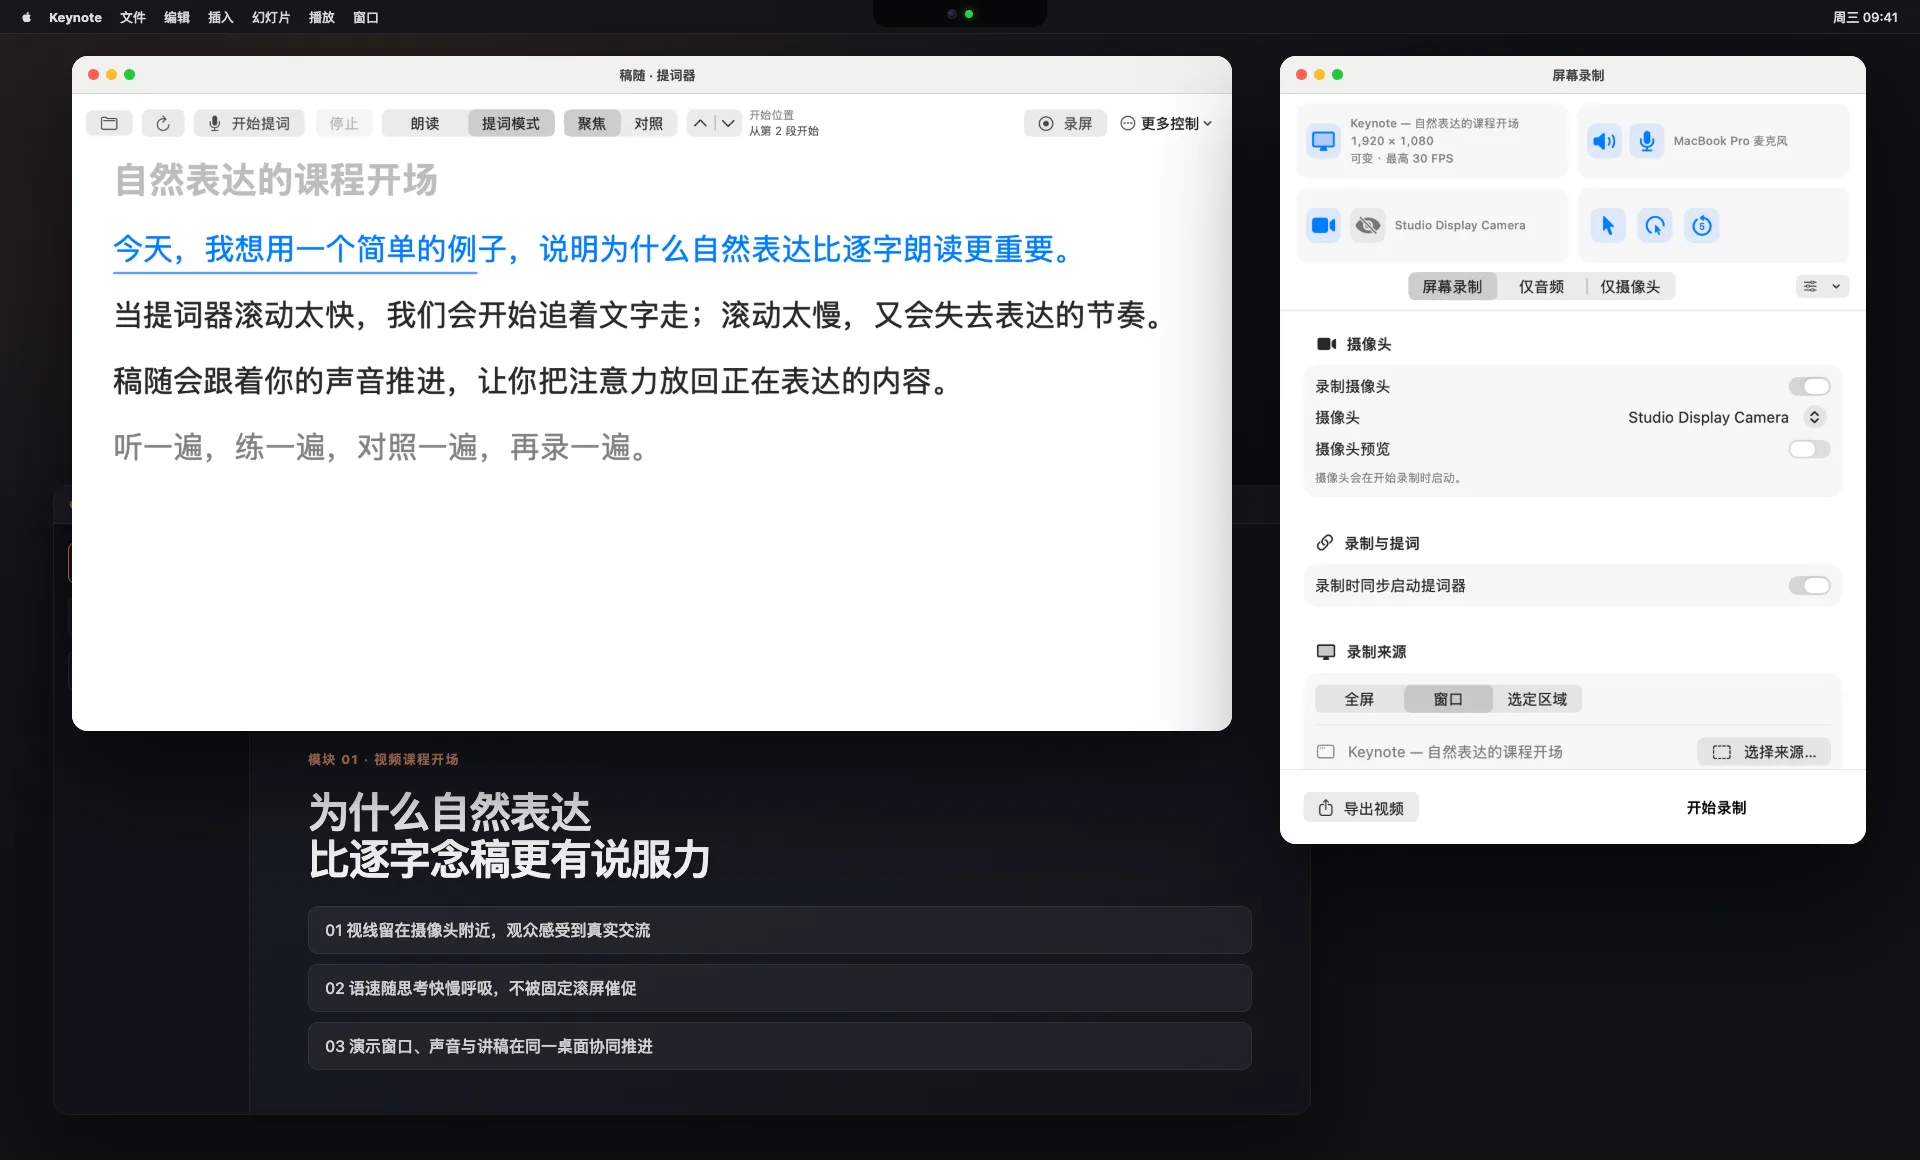 Keynote 文件 编辑 插入 幻灯片 播放 窗口
周三 09:41
稿随 · 提词器
开始提词 停止 朗读 提词模式 聚焦 对照
开始位置
从第 2 段开始
录屏 更多控制
自然表达的课程开场
今天，我想用一个简单的例子，说明为什么自然表达比逐字朗读更重要。
当提词器滚动太快，我们会开始追着文字走；滚动太慢，又会失去表达的节奏。
稿随会跟着你的声音推进，让你把注意力放回正在表达的内容。
听一遍，练一遍，对照一遍，再录一遍。
模块 01 · 视频课程开场
为什么自然表达
比逐字念稿更有说服力
01 视线留在摄像头附近，观众感受到真实交流
02 语速随思考快慢呼吸，不被固定滚屏催促
03 演示窗口、声音与讲稿在同一桌面协同推进
屏幕录制
Keynote — 自然表达的课程开场
1,920 × 1,080
可变 · 最高 30 FPS
MacBook Pro 麦克风
Studio Display Camera
5
屏幕录制 仅音频 仅摄像头
摄像头
录制摄像头
摄像头 Studio Display Camera
摄像头预览
摄像头会在开始录制时启动。
录制与提词
录制时同步启动提词器
录制来源
全屏 窗口 选定区域
Keynote — 自然表达的课程开场 选择来源...
导出视频 开始录制